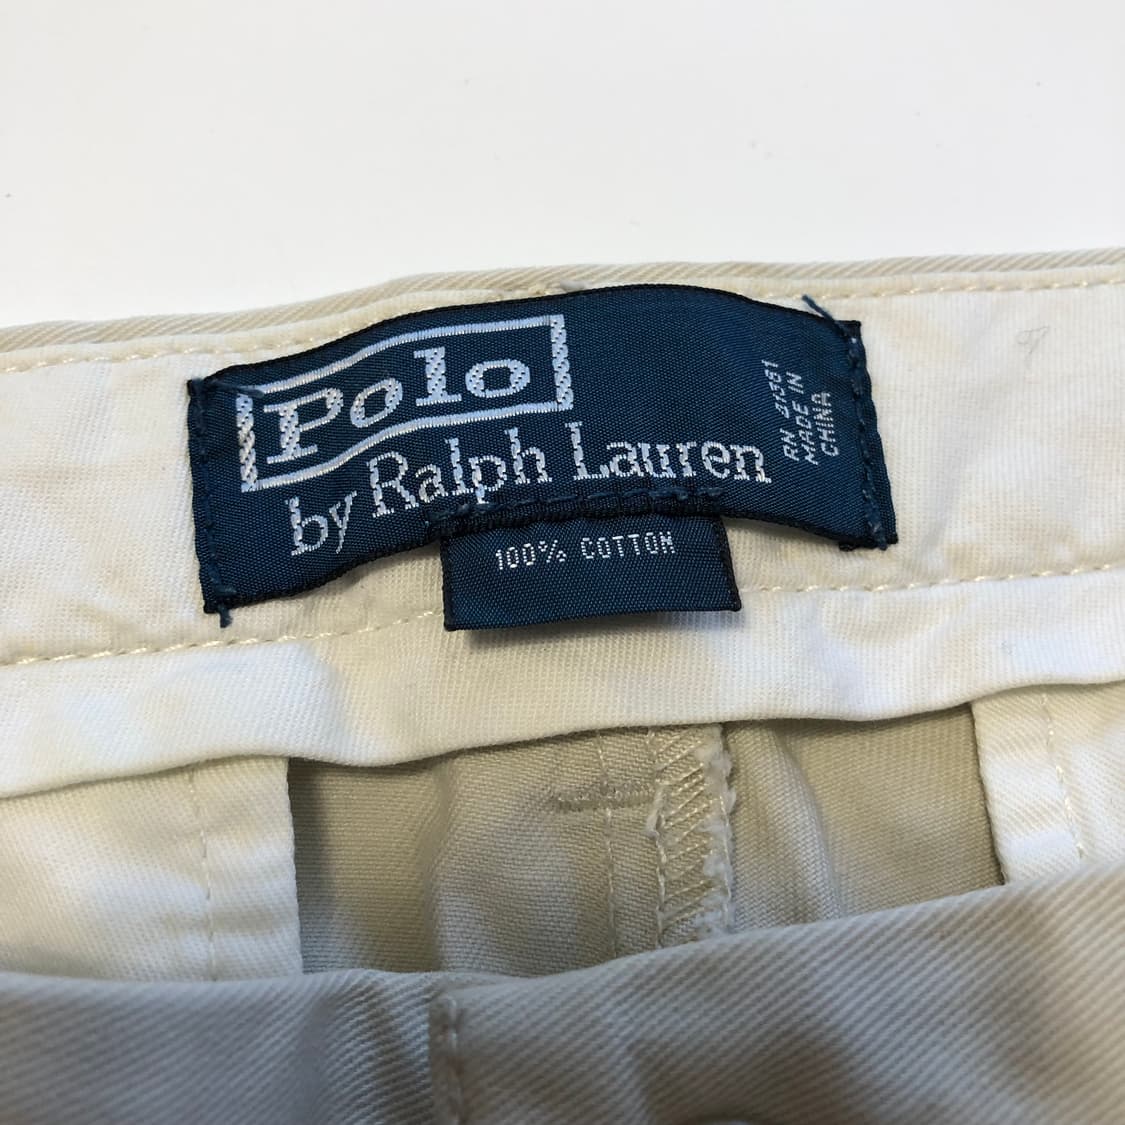 Polo
by Ralph Lauren
RN 41381
MADE IN
CHINA
100% COTTON